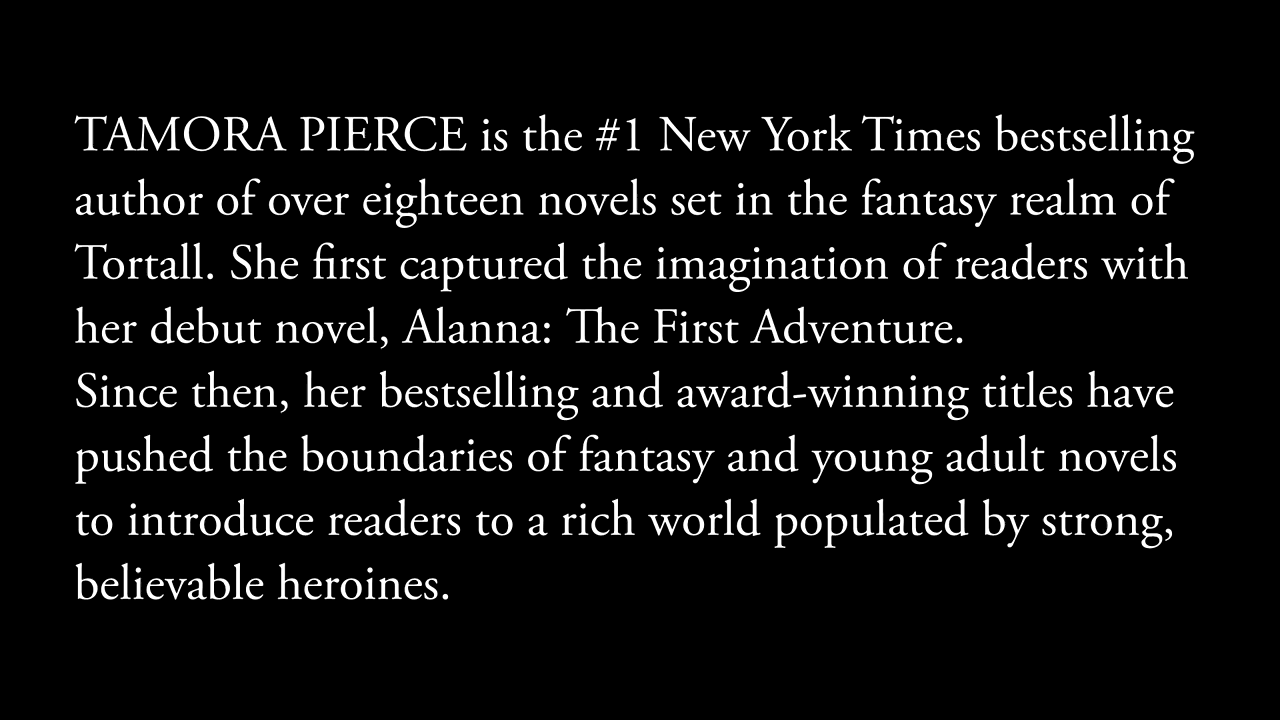 TAMORA PIERCE is the #1 New York Times bestselling
author of over eighteen novels set in the fantasy realm of
Tortall. She first captured the imagination of readers with
her debut novel, Alanna: The First Adventure.
Since then, her bestselling and award-winning titles have
pushed the boundaries of fantasy and young adult novels
to introduce readers to a rich world populated by strong,
believable heroines.